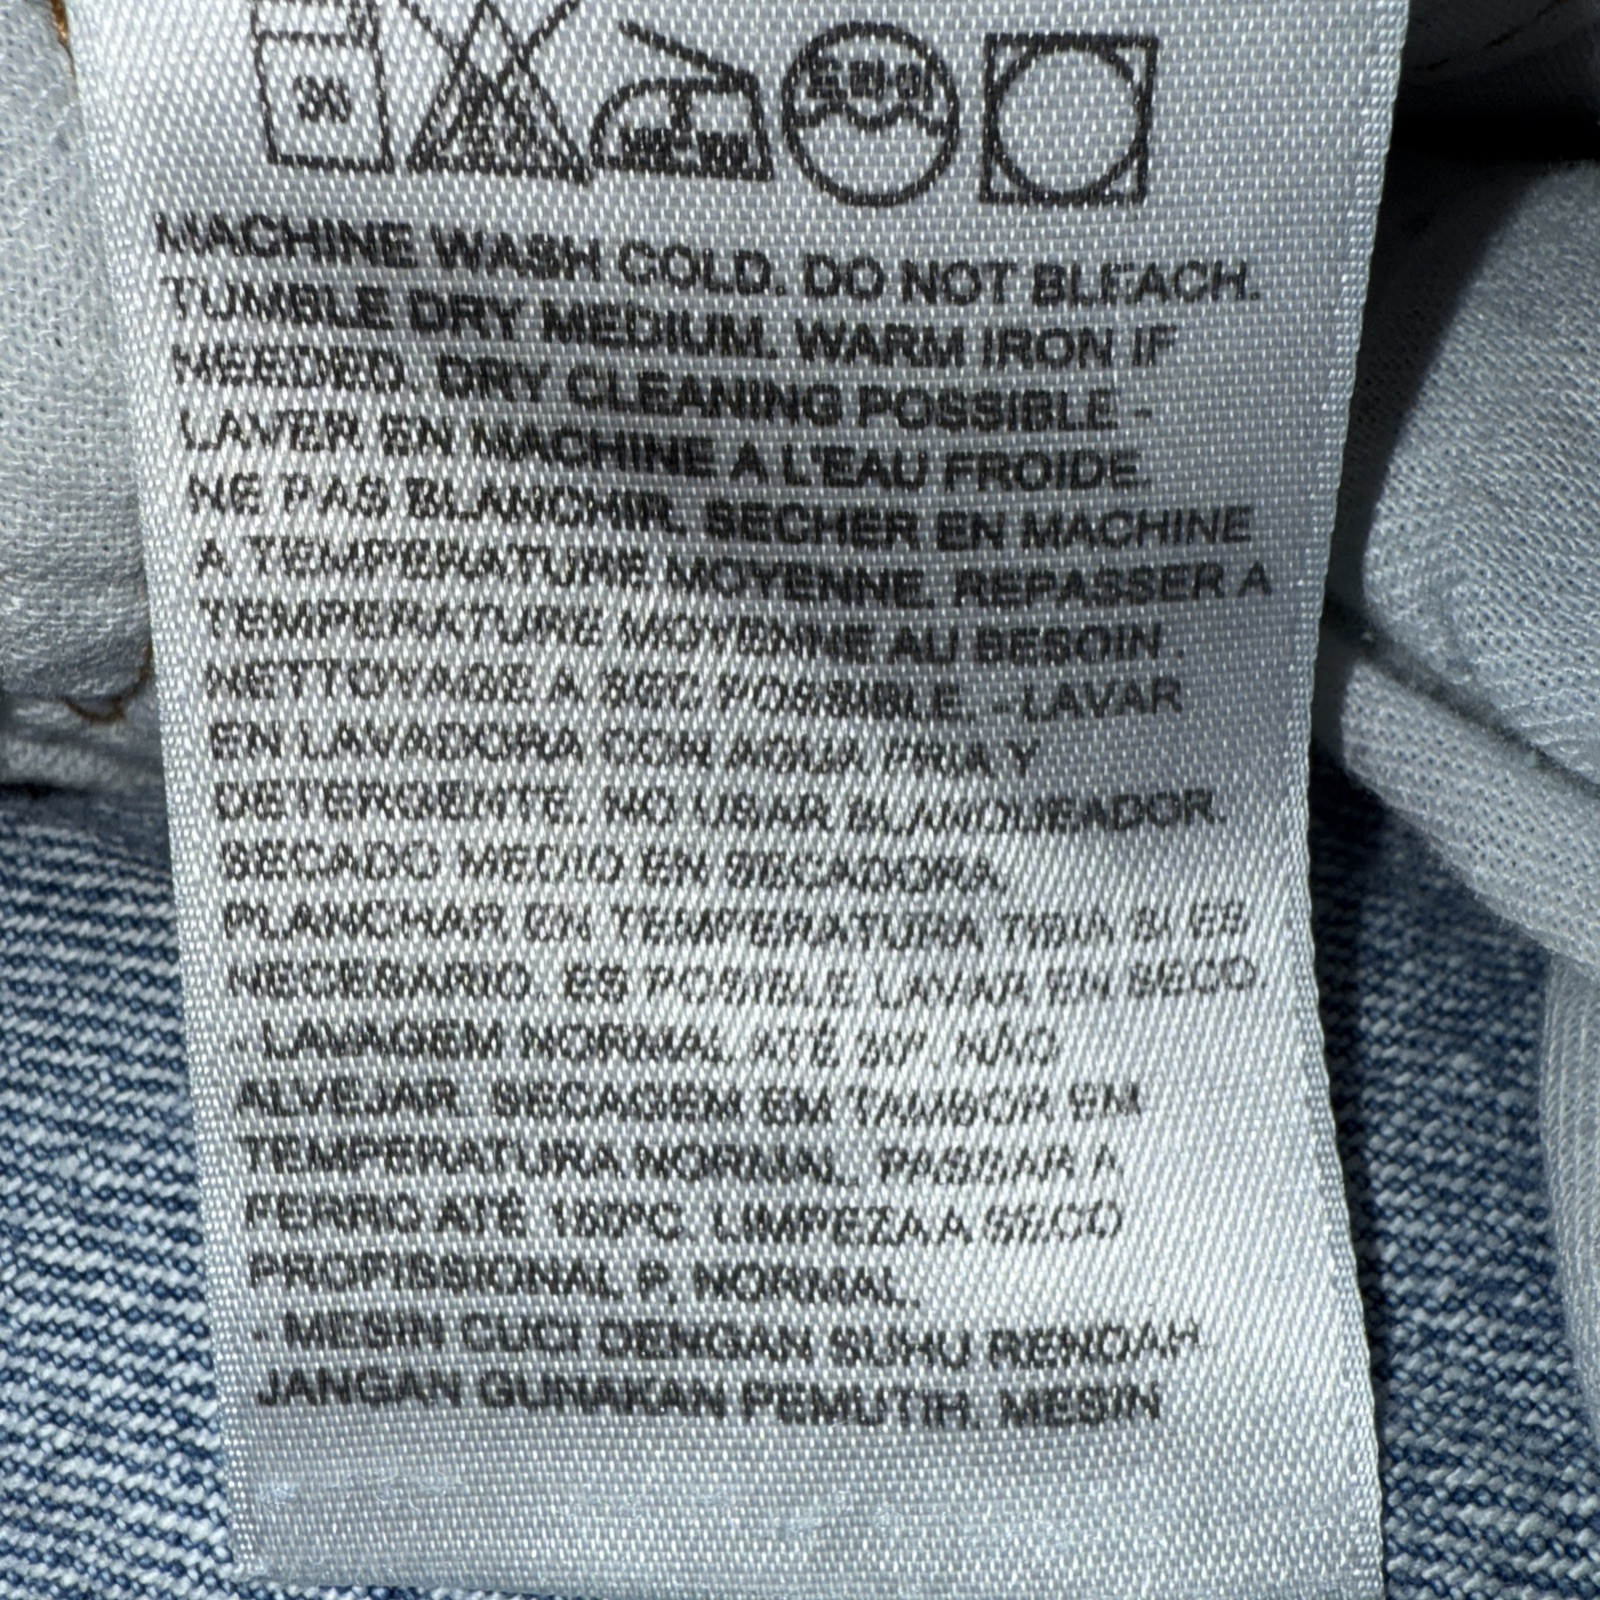 30
MACHINE WASH COLD. DO NOT BLEACH.
TUMBLE DRY MEDIUM. WARM IRON IF
NEEDED. DRY CLEANING POSSIBLE -
LAVER EN MACHINE A L'EAU FROIDE.
NE PAS BLANCHIR. SECHER EN MACHINE
A TEMPERATURE MOYENNE. REPASSER A
TEMPERATURE MOYENNE AU BESOIN.
NETTOYAGE A SEC POSSIBLE. - LAVAR
EN LAVADORA CON AGUA FRIA Y
DETERGENTE. NO USAR BLANQUEADOR.
SECADO MEDIO EN SECADORA.
PLANCHAR EN TEMPERATURA TIBIA SI ES
NECESARIO. ES POSIBLE LAVAR EN SECO
- LAVAGEM NORMAL ATÉ 30º. NÃO
ALVEJAR. SECAGEM EM TAMBOR EM
TEMPERATURA NORMAL. PASSAR A
FERRO ATÉ 150ºC. LIMPEZA A SECO
PROFISSIONAL P. NORMAL.
- MESIN CUCI DENGAN SUHU RENDAH.
JANGAN GUNAKAN PEMUTIH. MESIN